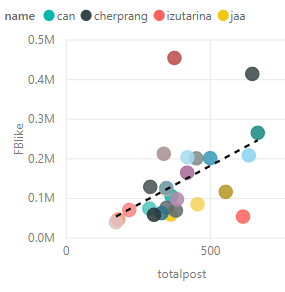 name can cherprang izutarina jaa
0.5M
0.4M
0.3M
0.2M
0.1M
0.0M
FBlike
0 500
totalpost